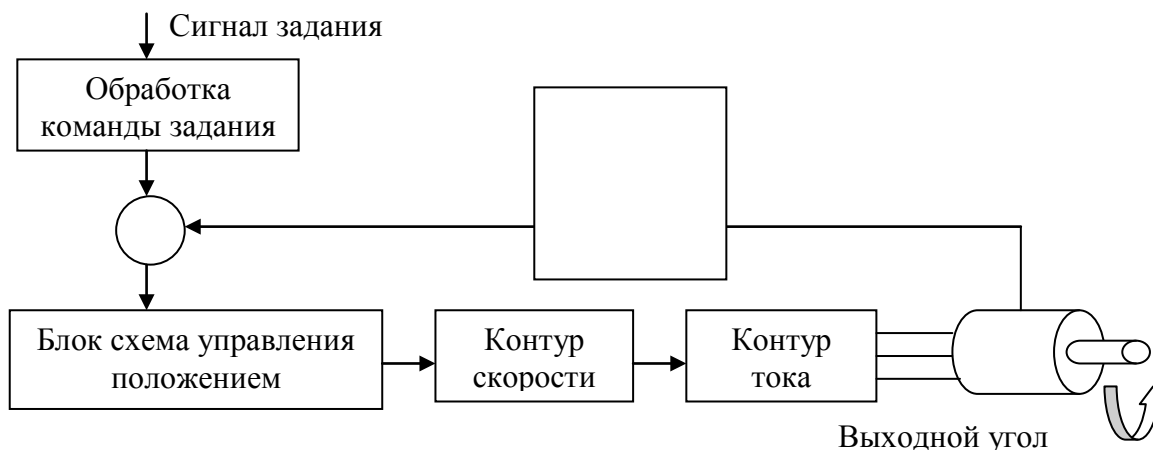 Сигнал задания
Обработка
команды задания
Блок схема управления
положением
Контур
скорости
Контур
тока
Выходной угол